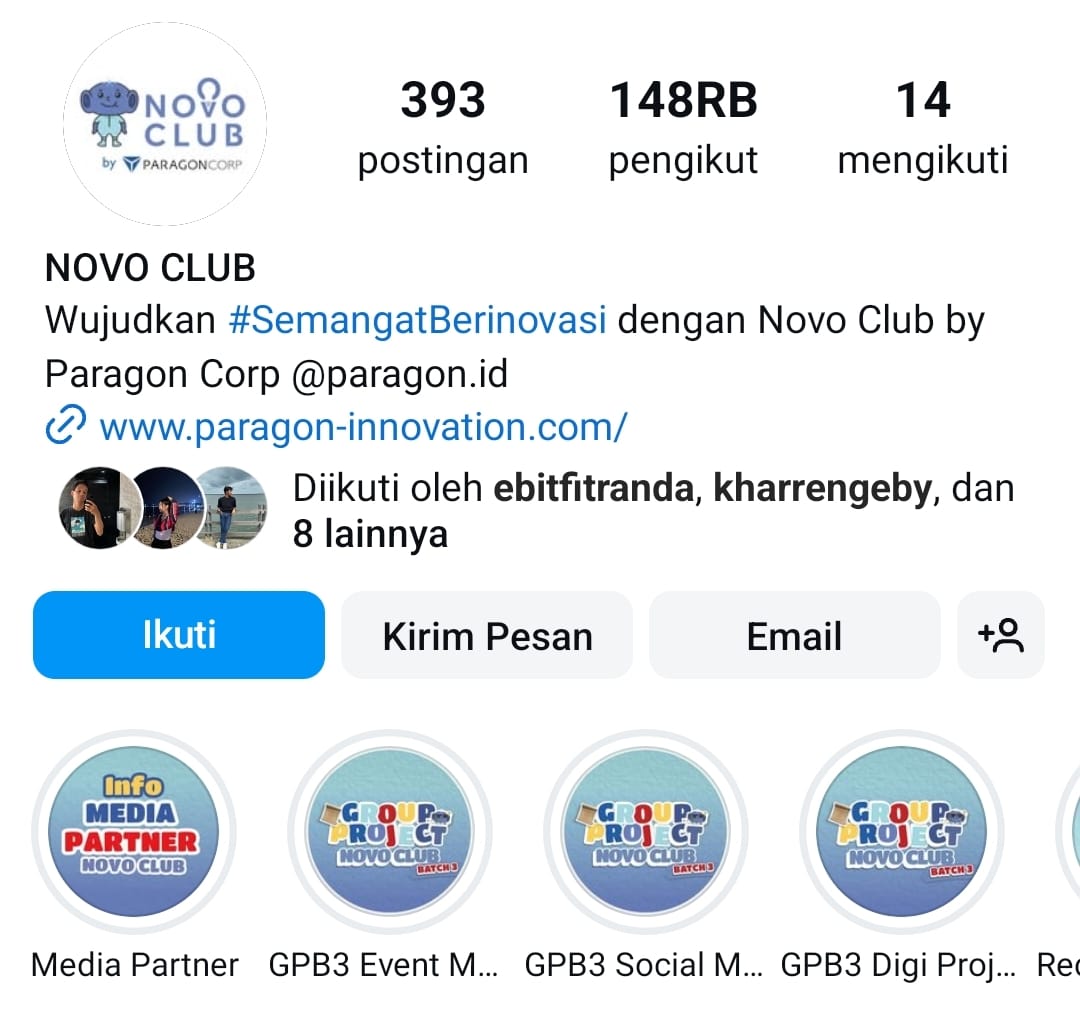 NOVO
CLUB
by PARAGONCORP
393
postingan
148RB
pengikut
14
mengikuti
NOVO CLUB
Wujudkan #SemangatBerinovasi dengan Novo Club by
Paragon Corp @paragon.id
www.paragon-innovation.com/
Diikuti oleh ebitfitranda, kharrengeby, dan
8 lainnya
Ikuti
Kirim Pesan
Email
Info
MEDIA
PARTNER
NOVO CLUB
GROUP
PROJECT
NOVO CLUB
BATCH 3
GROUP
PROJECT
NOVO CLUB
BATCH 3
GROUP
PROJECT
NOVO CLUB
BATCH 3
Media Partner
GPB3 Event M...
GPB3 Social M...
GPB3 Digi Proj...